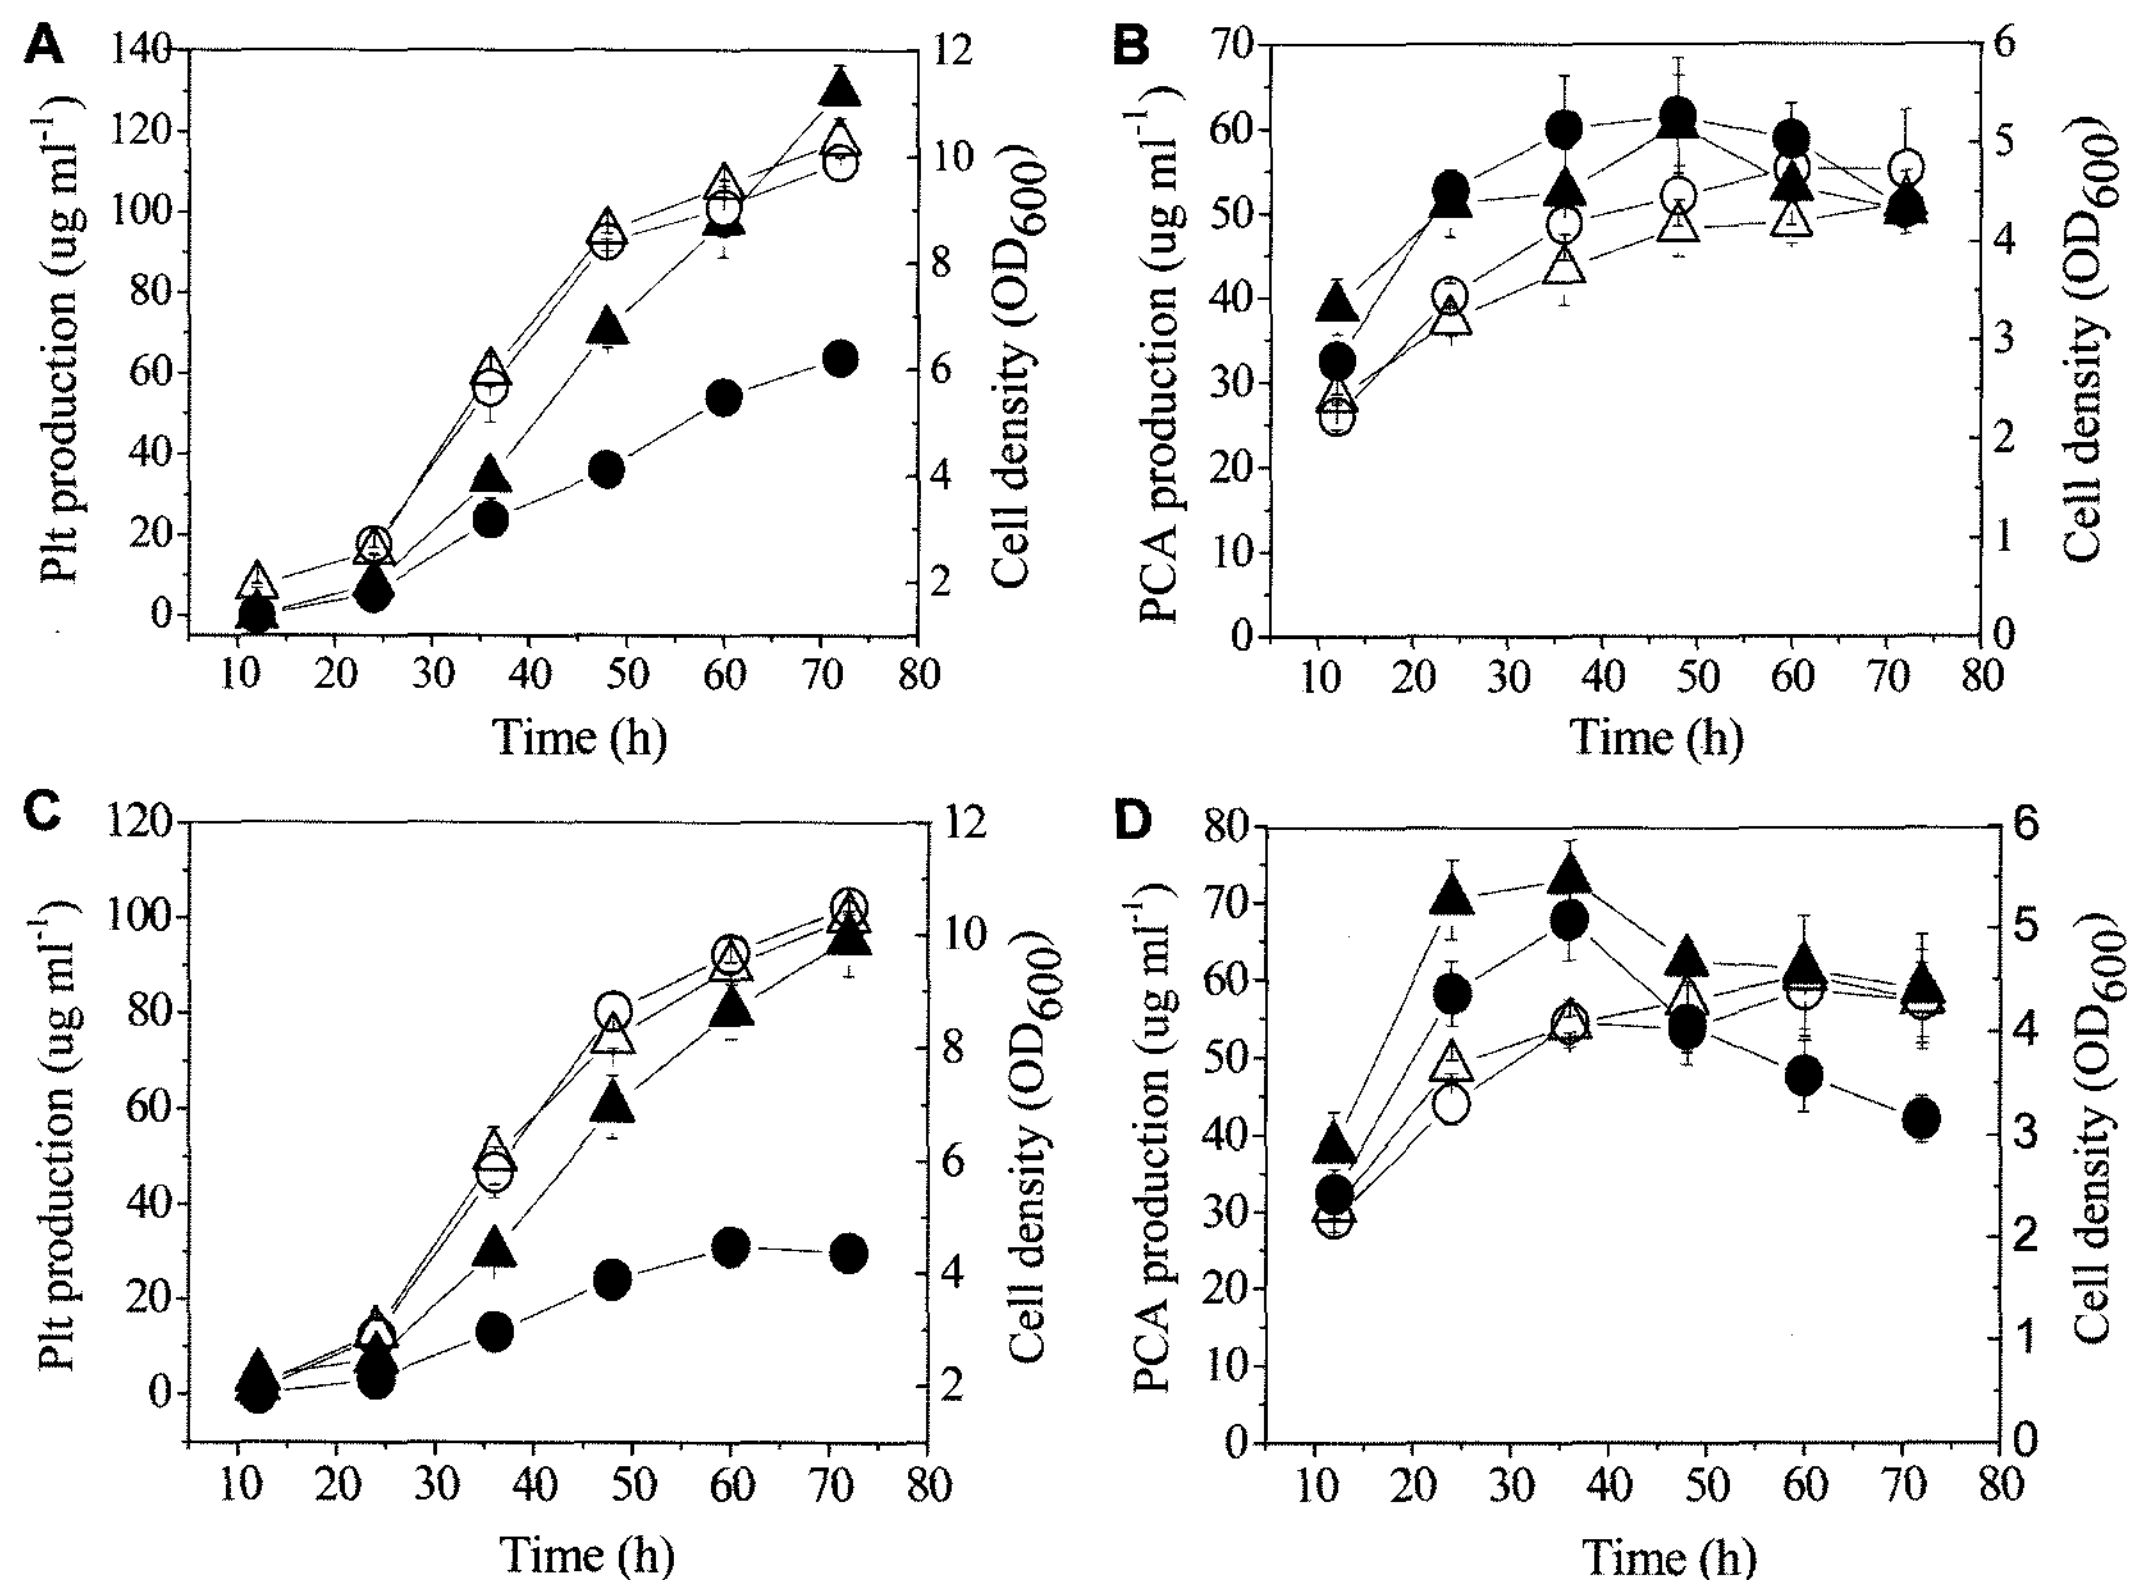 A
140
120
100
80
60
40
20
0
Plt production (ug ml⁻¹)
12
10
8
6
4
2
Cell density (OD600)
10 20 30 40 50 60 70 80
Time (h)
B
70
60
50
40
30
20
10
0
PCA production (ug ml⁻¹)
6
5
4
3
2
1
0
Cell density (OD600)
10 20 30 40 50 60 70 80
Time (h)
C
120
100
80
60
40
20
0
Plt production (ug ml⁻¹)
12
10
8
6
4
2
Cell density (OD600)
10 20 30 40 50 60 70 80
Time (h)
D
80
70
60
50
40
30
20
10
0
PCA production (ug ml⁻¹)
6
5
4
3
2
1
0
Cell density (OD600)
10 20 30 40 50 60 70 80
Time (h)